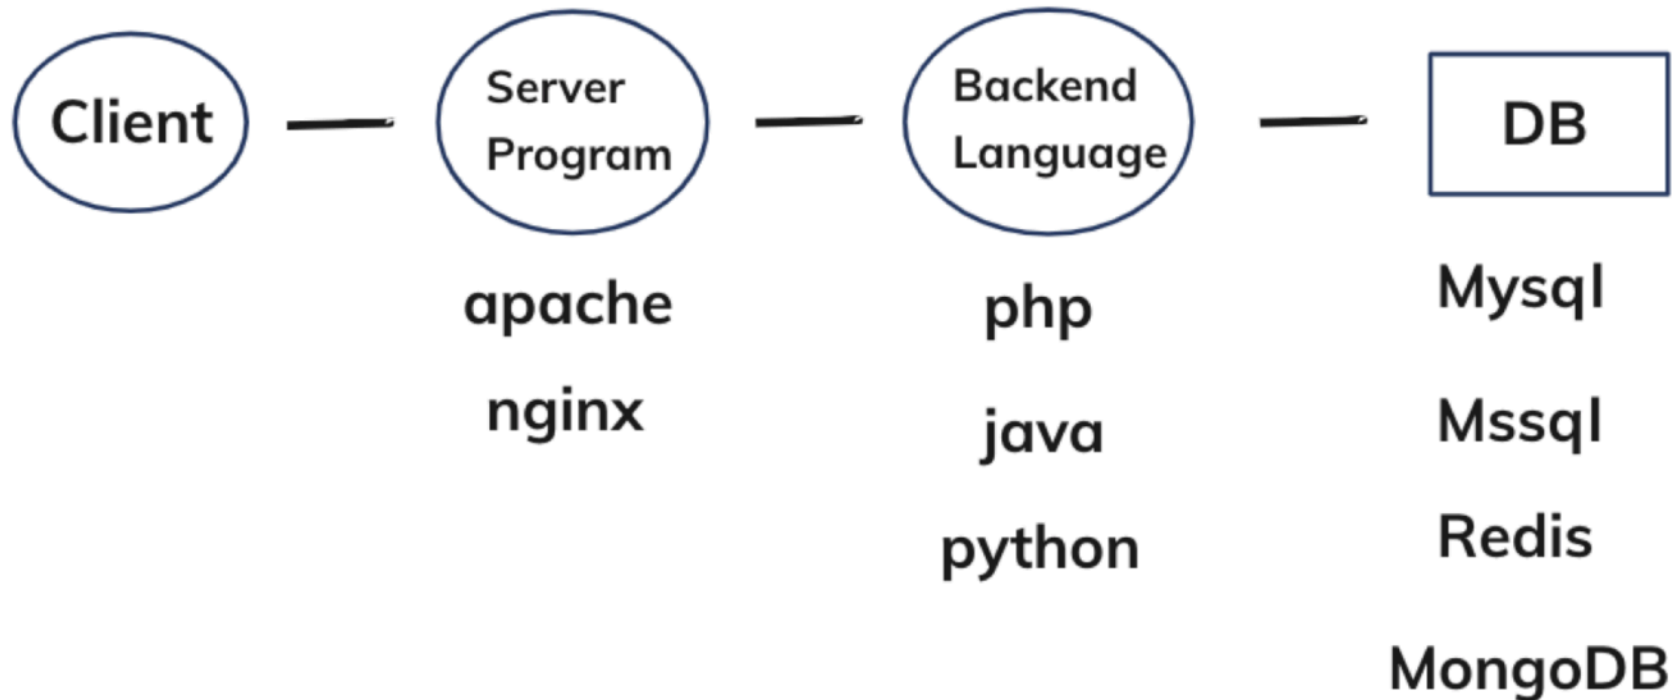 Client
Server
Program
Backend
Language
DB
apache
nginx
php
java
python
Mysql
Mssql
Redis
MongoDB